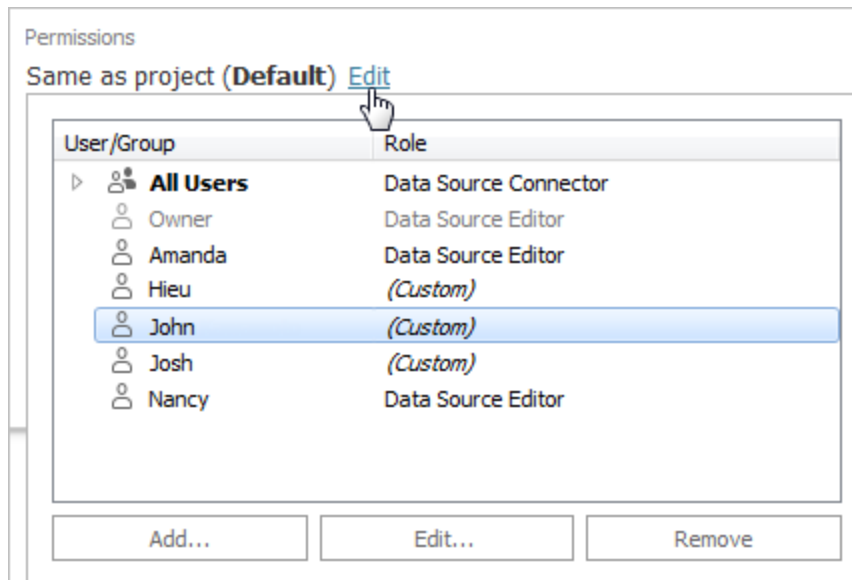 Permissions
Same as project (Default) Edit
User/Group Role
All Users Data Source Connector
Owner Data Source Editor
Amanda Data Source Editor
Hieu (Custom)
John (Custom)
Josh (Custom)
Nancy Data Source Editor
Add... Edit... Remove